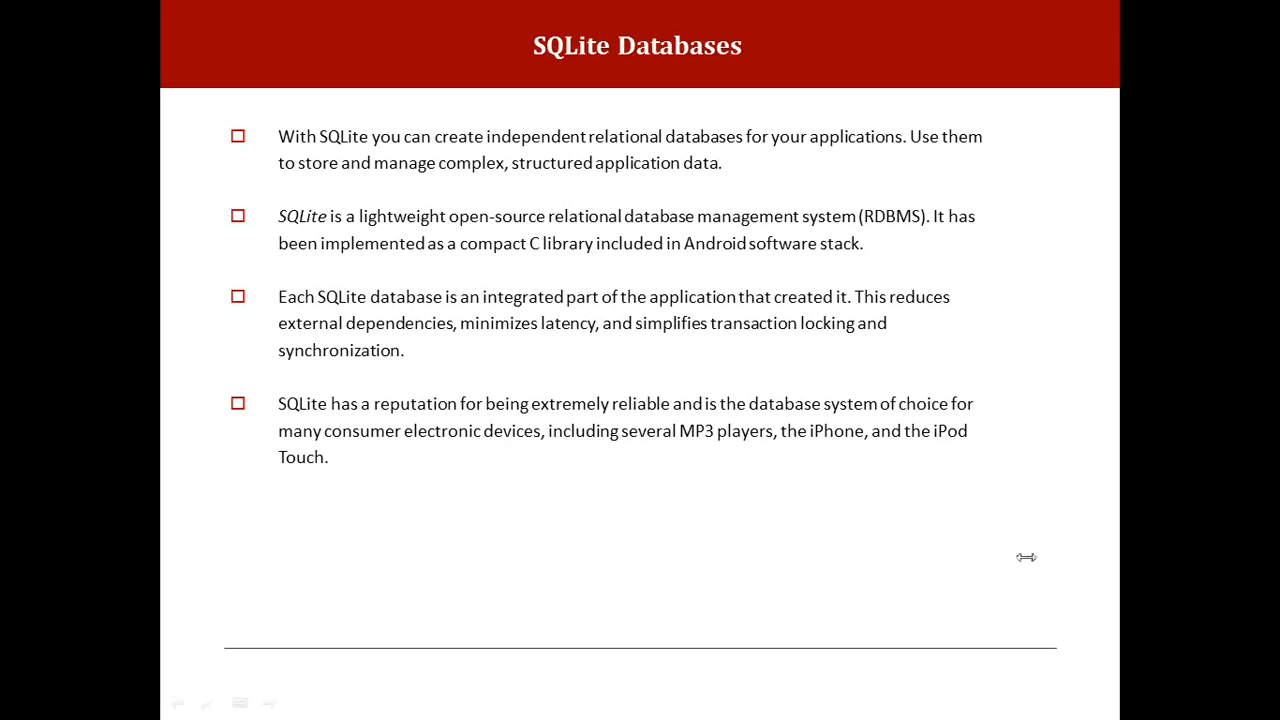 SQLite Databases
With SQLite you can create independent relational databases for your applications. Use them
to store and manage complex, structured application data.
SQLite is a lightweight open-source relational database management system (RDBMS). It has
been implemented as a compact C library included in Android software stack.
Each SQLite database is an integrated part of the application that created it. This reduces
external dependencies, minimizes latency, and simplifies transaction locking and
synchronization.
SQLite has a reputation for being extremely reliable and is the database system of choice for
many consumer electronic devices, including several MP3 players, the iPhone, and the iPod
Touch.